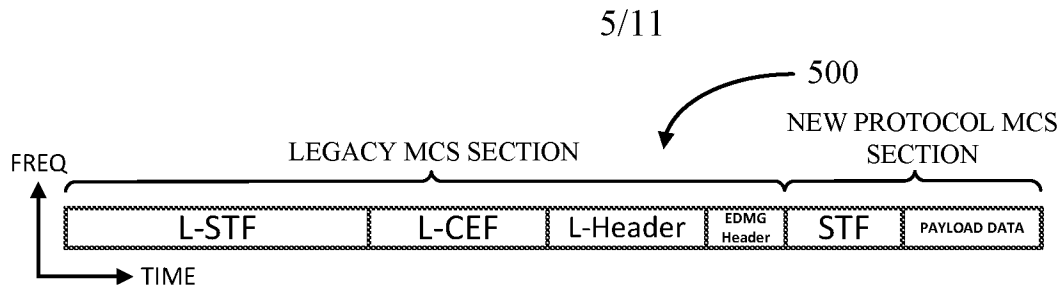 5/11
500
NEW PROTOCOL MCS
SECTION
LEGACY MCS SECTION
FREQ
L-STF
L-CEF
L-Header
EDMG
Header
STF
PAYLOAD DATA
TIME